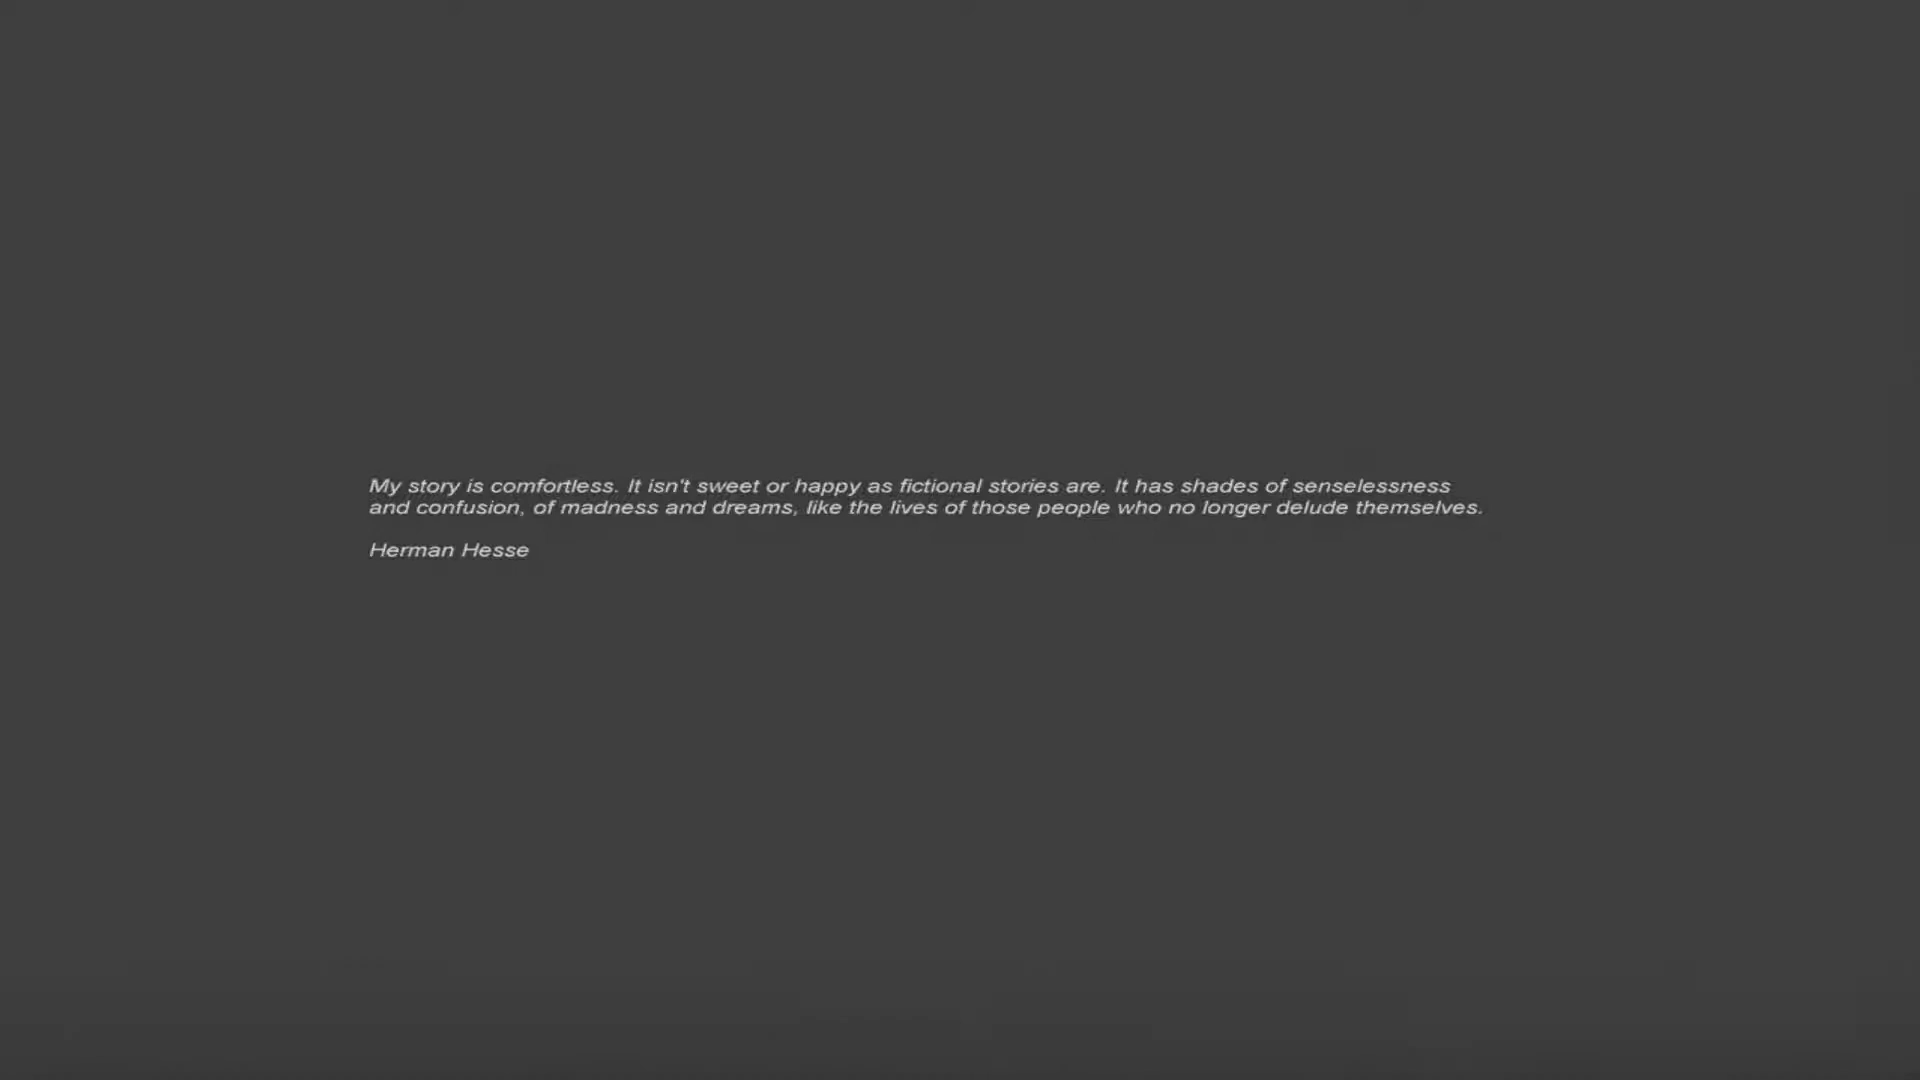 My story is comfortless. It isn't sweet or happy as fictional stories are. It has shades of senselessness
and confusion, of madness and dreams, like the lives of those people who no longer delude themselves.
Herman Hesse